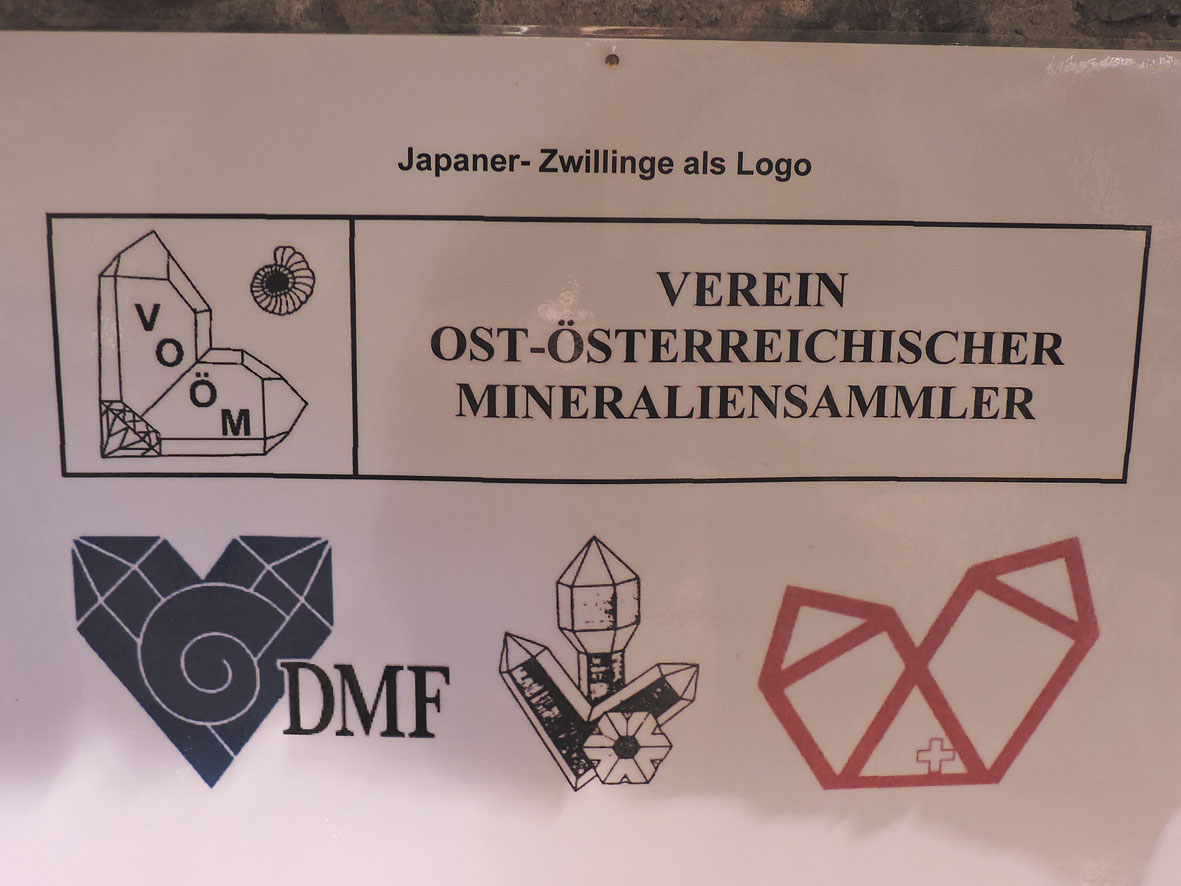 Japaner- Zwillinge als Logo
V
O
Ö
M
VEREIN
OST-ÖSTERREICHISCHER
MINERALIENSAMMLER
DMF